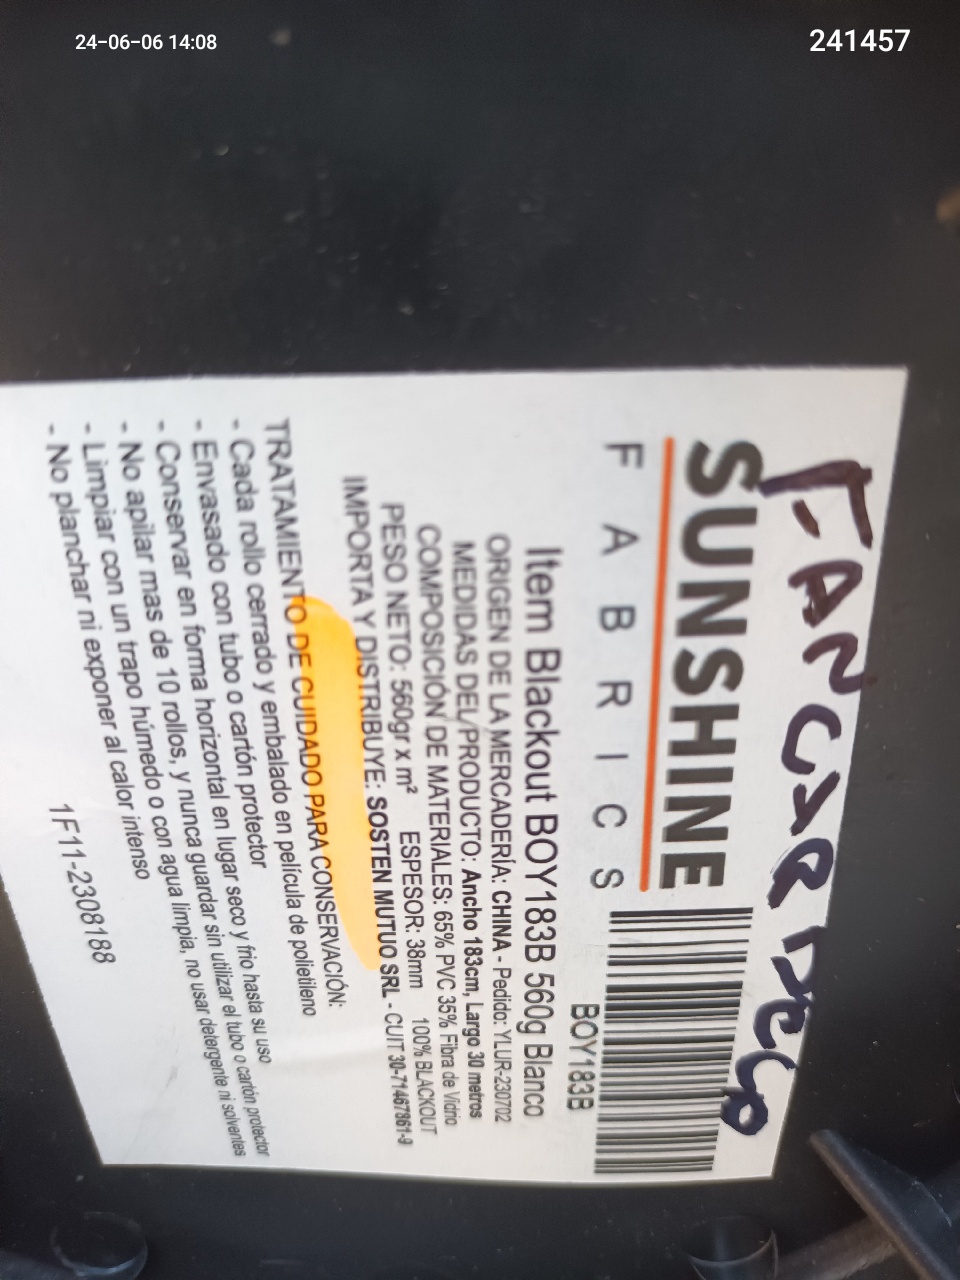 24-06-06 14:08
241457
FANCAR DECO
SUNSHINE
FABRICS
BOY183B
Item Blackout BOY183B 560g Blanco
ORIGEN DE LA MERCADERÍA: CHINA - Pedido: YLUR-230702
MEDIDAS DEL PRODUCTO: Ancho 183cm, Largo 30 metros
COMPOSICIÓN DE MATERIALES: 65% PVC 35% Fibra de Vidrio
PESO NETO: 560gr x m² ESPESOR: 38mm 100% BLACKOUT
IMPORTA Y DISTRIBUYE: SOSTEN MUTUO SRL - CUIT 30-71467861-9
TRATAMIENTO DE CUIDADO PARA CONSERVACIÓN:
- Cada rollo cerrado y embalado en película de polietileno
- Envasado con tubo o cartón protector
- Conservar en forma horizontal en lugar seco y frio hasta su uso
- No apilar mas de 10 rollos, y nunca guardar sin utilizar el tubo o cartón protector
- Limpiar con un trapo húmedo o con agua limpia, no usar detergente ni solventes
- No planchar ni exponer al calor intenso
1F11-2308188